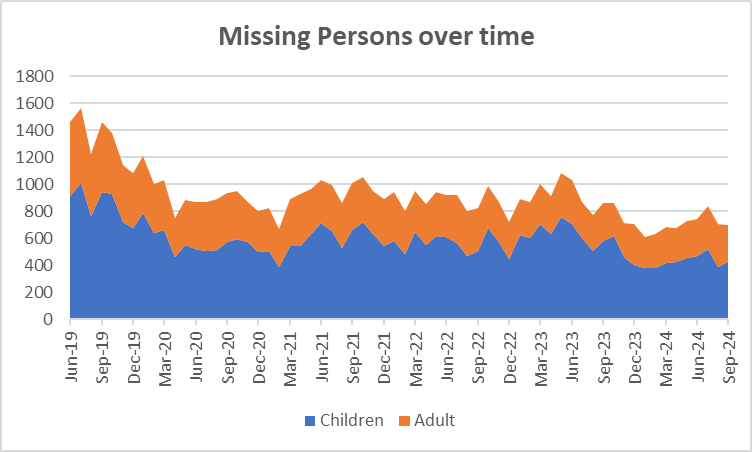 Missing Persons over time
1800
1600
1400
1200
1000
800
600
400
200
0
Jun-19
Sep-19
Dec-19
Mar-20
Jun-20
Sep-20
Dec-20
Mar-21
Jun-21
Sep-21
Dec-21
Mar-22
Jun-22
Sep-22
Dec-22
Mar-23
Jun-23
Sep-23
Dec-23
Mar-24
Jun-24
Sep-24
Children
Adult